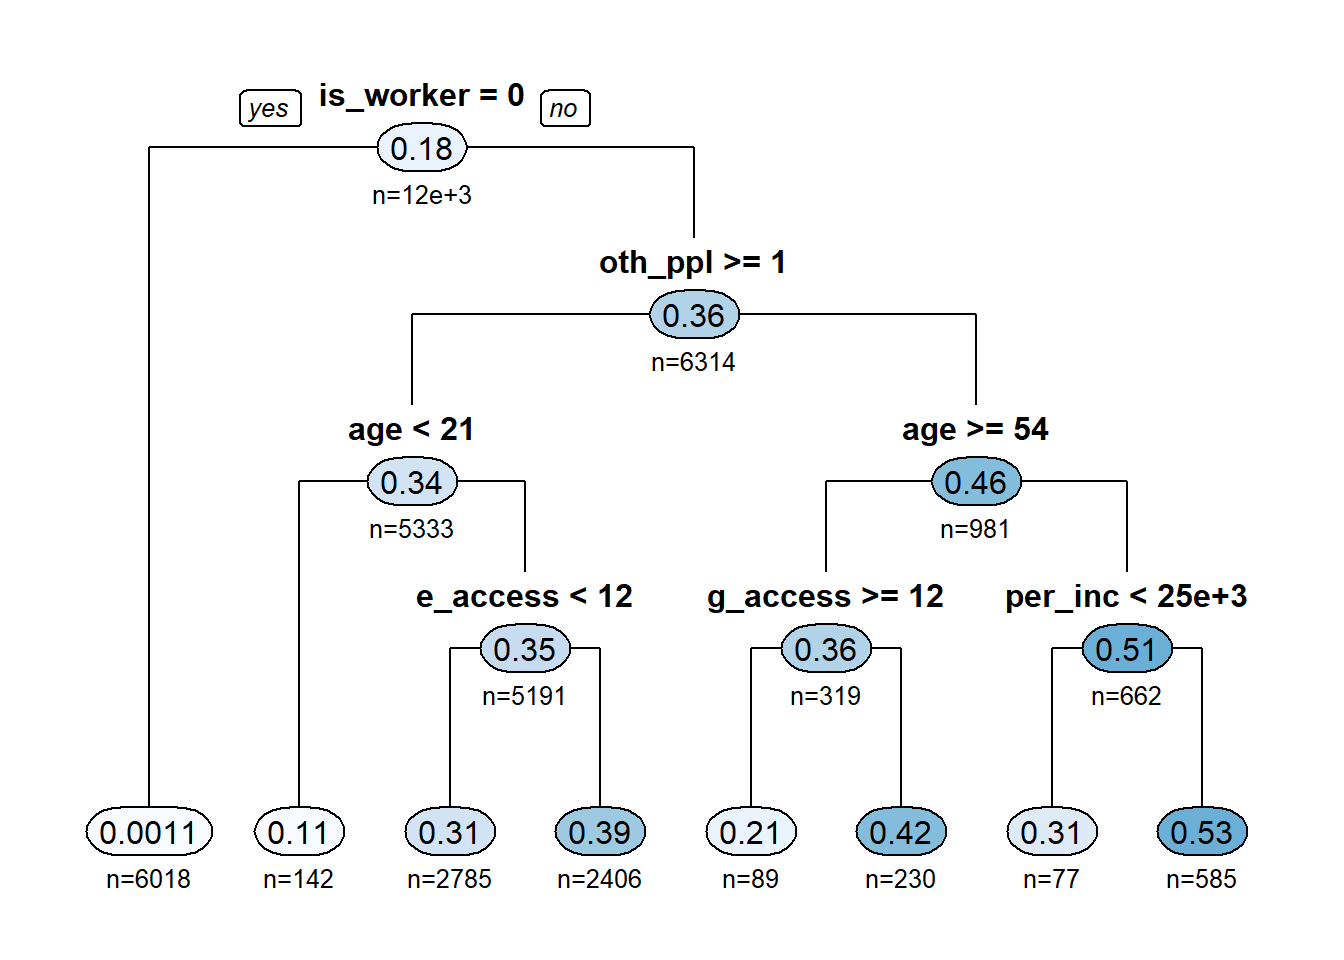 yes is_worker = 0 no
0.18
n=12e+3
oth_ppl >= 1
0.36
n=6314
age < 21 age >= 54
0.34 0.46
n=5333 n=981
e_access < 12 g_access >= 12 per_inc < 25e+3
0.35 0.36 0.51
n=5191 n=319 n=662
0.0011 0.11 0.31 0.39 0.21 0.42 0.31 0.53
n=6018 n=142 n=2785 n=2406 n=89 n=230 n=77 n=585